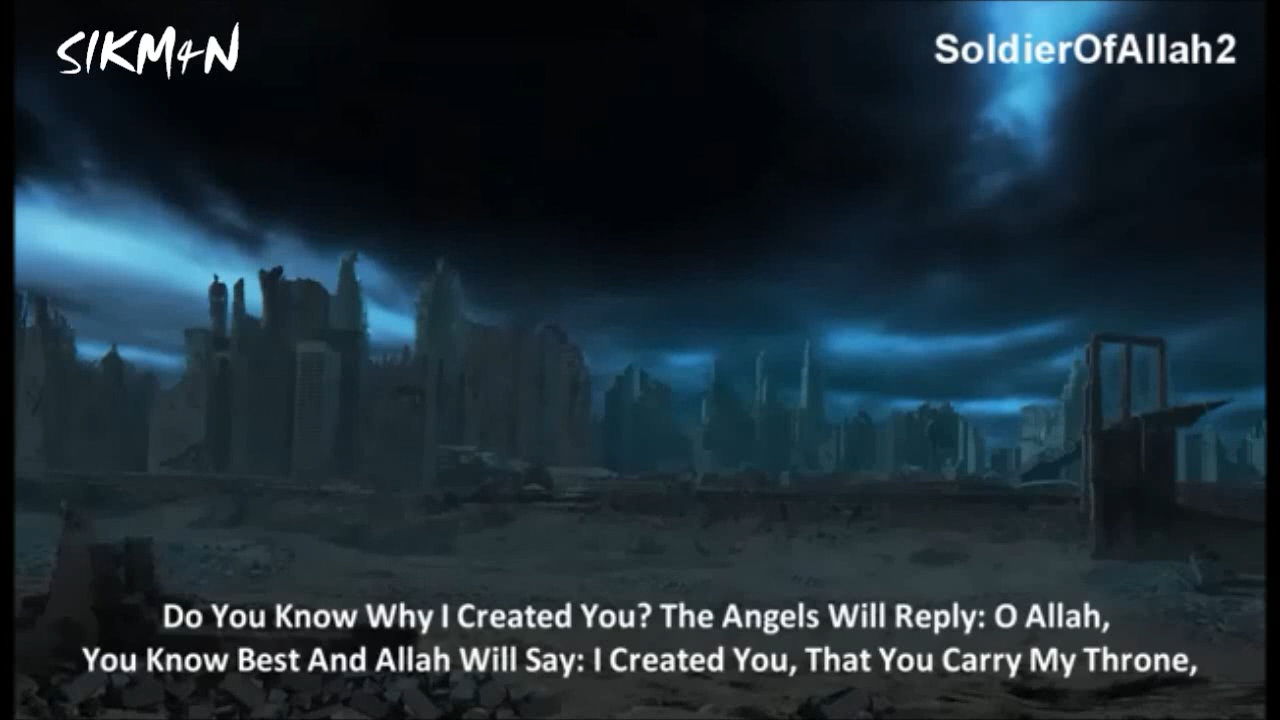 SIKM4N
SoldierOfAllah2
Do You Know Why I Created You? The Angels Will Reply: O Allah,
You Know Best And Allah Will Say: I Created You, That You Carry My Throne,